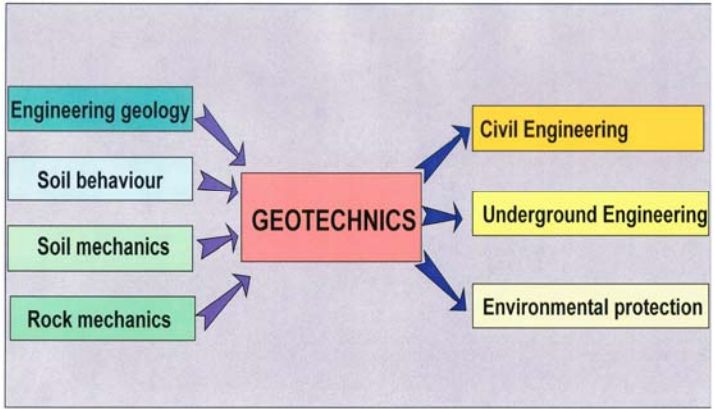 Engineering geology
Soil behaviour
Soil mechanics
Rock mechanics
GEOTECHNICS
Civil Engineering
Underground Engineering
Environmental protection